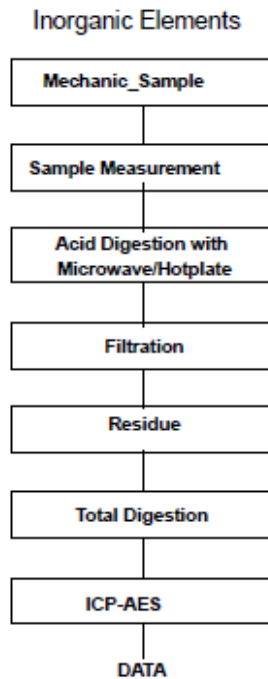 Inorganic Elements
Mechanic_Sample
Sample Measurement
Acid Digestion with
Microwave/Hotplate
Filtration
Residue
Total Digestion
ICP-AES
DATA